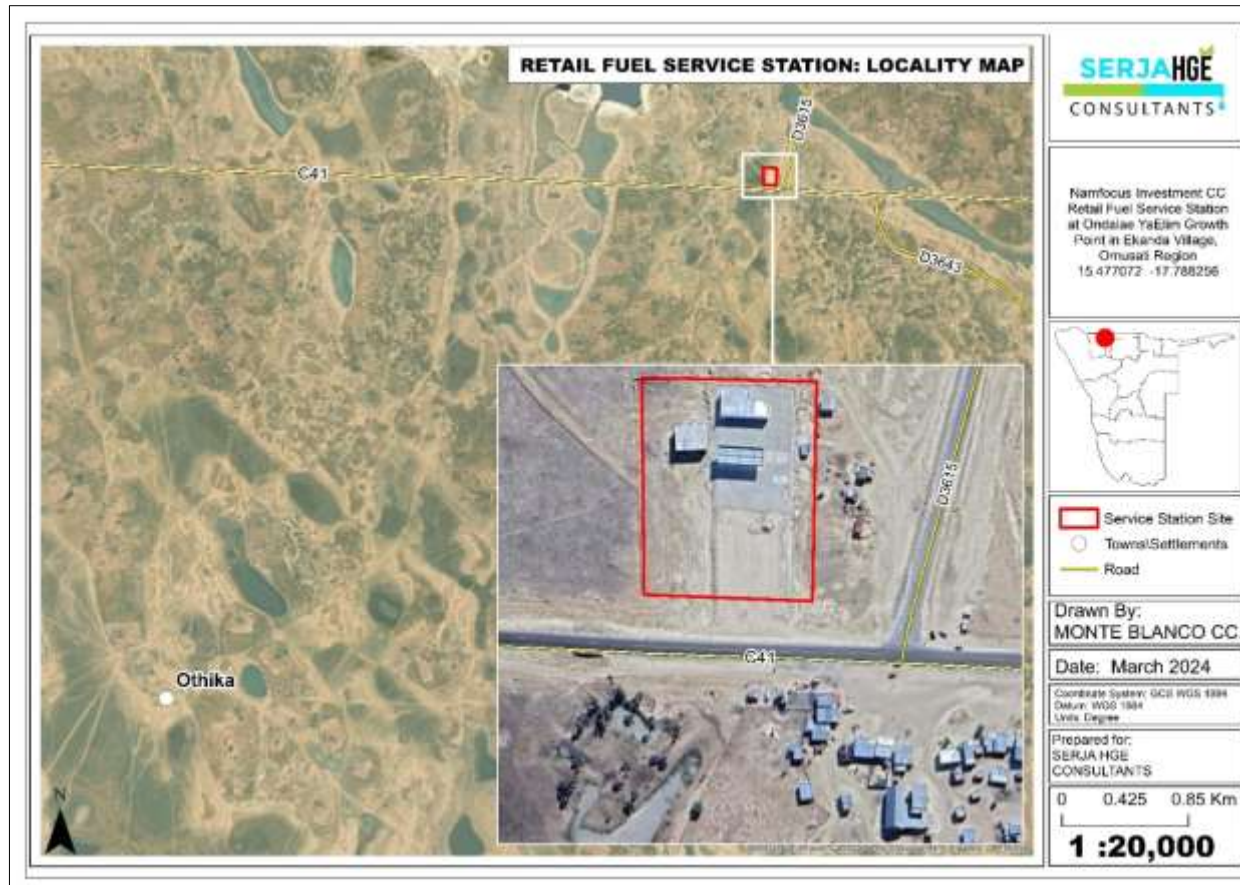 RETAIL FUEL SERVICE STATION: LOCALITY MAP
SERJA HGE
CONSULTANTS
Namfocus Investment CC
Retail Fuel Service Station
at Ondalae YaElim Growth
Point in Ekanda Village,
Omusati Region
15.477072 -17.788256
C41
D3615
D3643
D3615
C41
Othika
N
Service Station Site
Towns\Settlements
Road
Drawn By:
MONTE BLANCO CC
Date: March 2024
Coordinate System: GCS WGS 1984
Datum: WGS 1984
Units: Degree
Prepared for:
SERJA HGE
CONSULTANTS
0 0.425 0.85 Km
1 :20,000